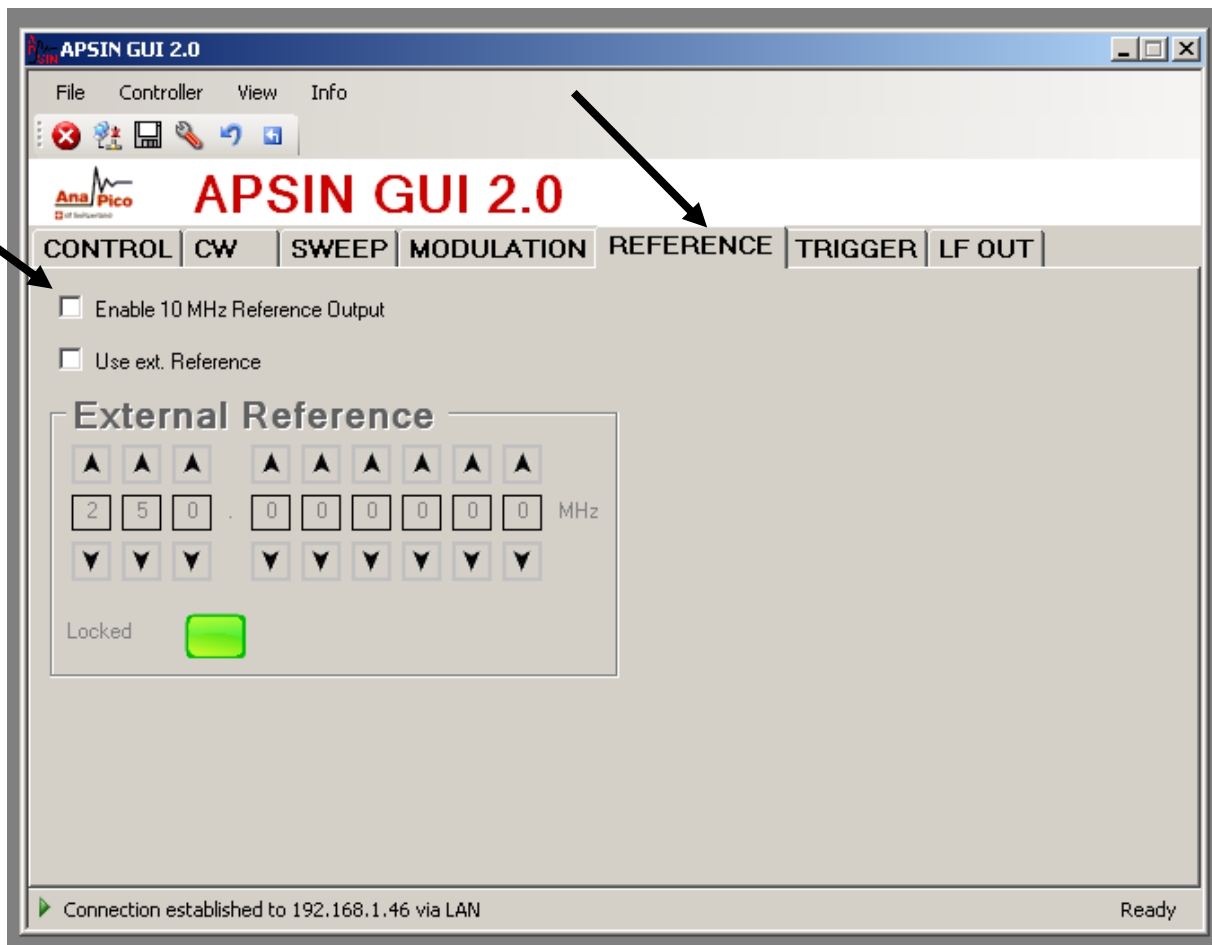 APSIN GUI 2.0
File Controller View Info
Ana Pico
APSIN GUI 2.0
CONTROL CW SWEEP MODULATION REFERENCE TRIGGER LF OUT
Enable 10 MHz Reference Output
Use ext. Reference
External Reference
2 5 0 . 0 0 0 0 0 0 MHz
Locked
Connection established to 192.168.1.46 via LAN Ready